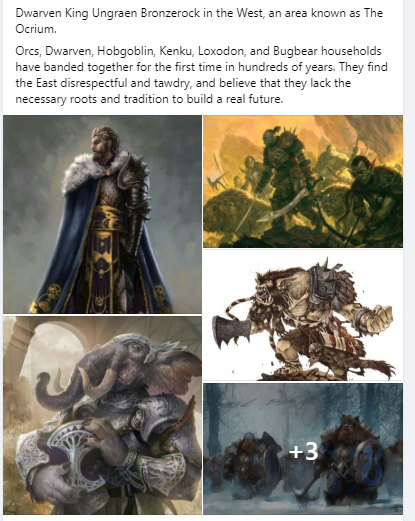 Dwarven King Ungraen Bronzerock in the West, an area known as The
Ocrium.
Orcs, Dwarven, Hobgoblin, Kenku, Loxodon, and Bugbear households
have banded together for the first time in hundreds of years. They find
the East disrespectful and tawdry, and believe that they lack the
necessary roots and tradition to build a real future.
+3